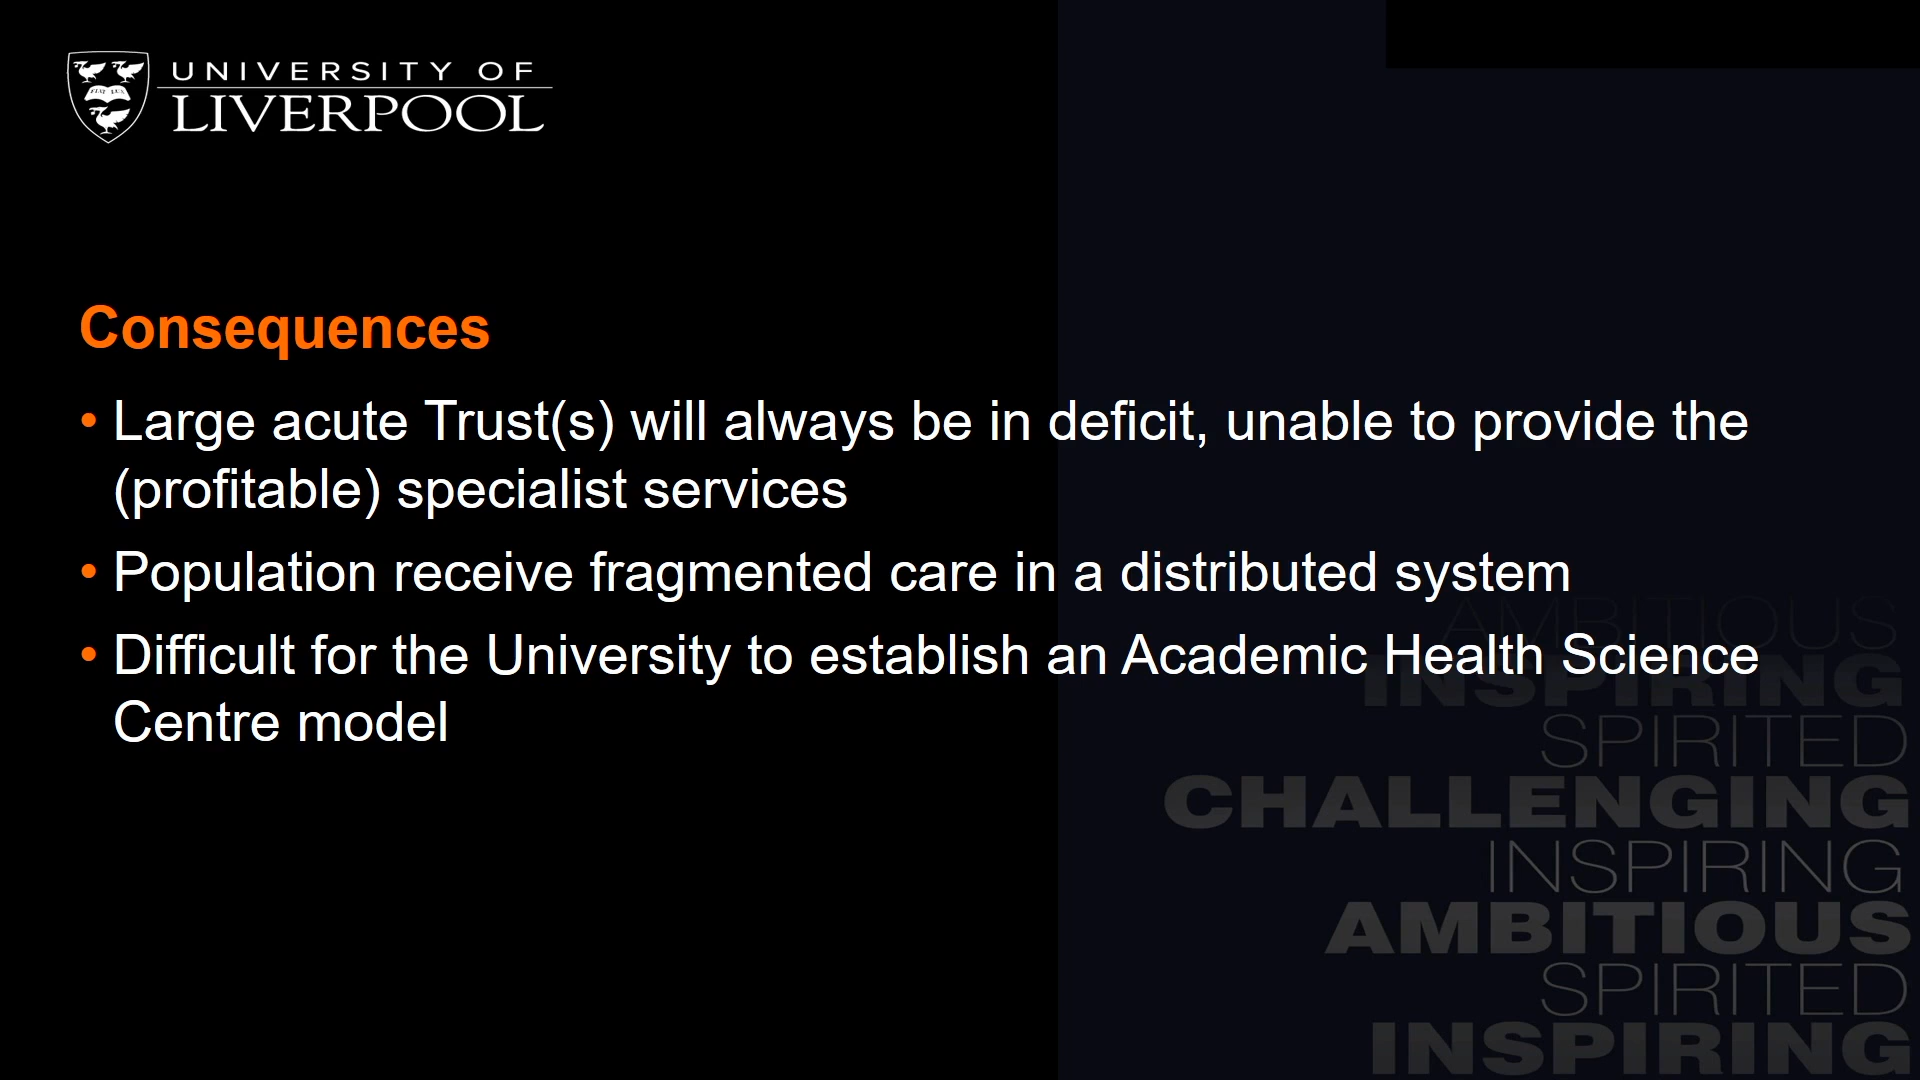 UNIVERSITY OF
LIVERPOOL
FIAT LUX
Consequences
• Large acute Trust(s) will always be in deficit, unable to provide the
(profitable) specialist services
• Population receive fragmented care in a distributed system
• Difficult for the University to establish an Academic Health Science
Centre model
AMBITIOUS
INSPIRING
SPIRITED
CHALLENGING
INSPIRING
AMBITIOUS
SPIRITED
INSPIRING